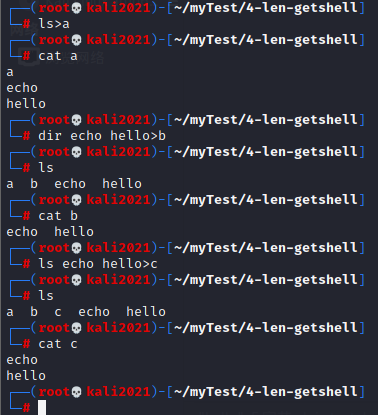 ┌──(root💀kali2021)-[~/myTest/4-len-getshell]
└─# ls>a
┌──(root💀kali2021)-[~/myTest/4-len-getshell]
└─# cat a
a
echo
hello
┌──(root💀kali2021)-[~/myTest/4-len-getshell]
└─# dir echo hello>b
┌──(root💀kali2021)-[~/myTest/4-len-getshell]
└─# ls
a  b  echo  hello
┌──(root💀kali2021)-[~/myTest/4-len-getshell]
└─# cat b
echo  hello
┌──(root💀kali2021)-[~/myTest/4-len-getshell]
└─# ls echo hello>c
┌──(root💀kali2021)-[~/myTest/4-len-getshell]
└─# ls
a  b  c  echo  hello
┌──(root💀kali2021)-[~/myTest/4-len-getshell]
└─# cat c
echo
hello
┌──(root💀kali2021)-[~/myTest/4-len-getshell]
└─#